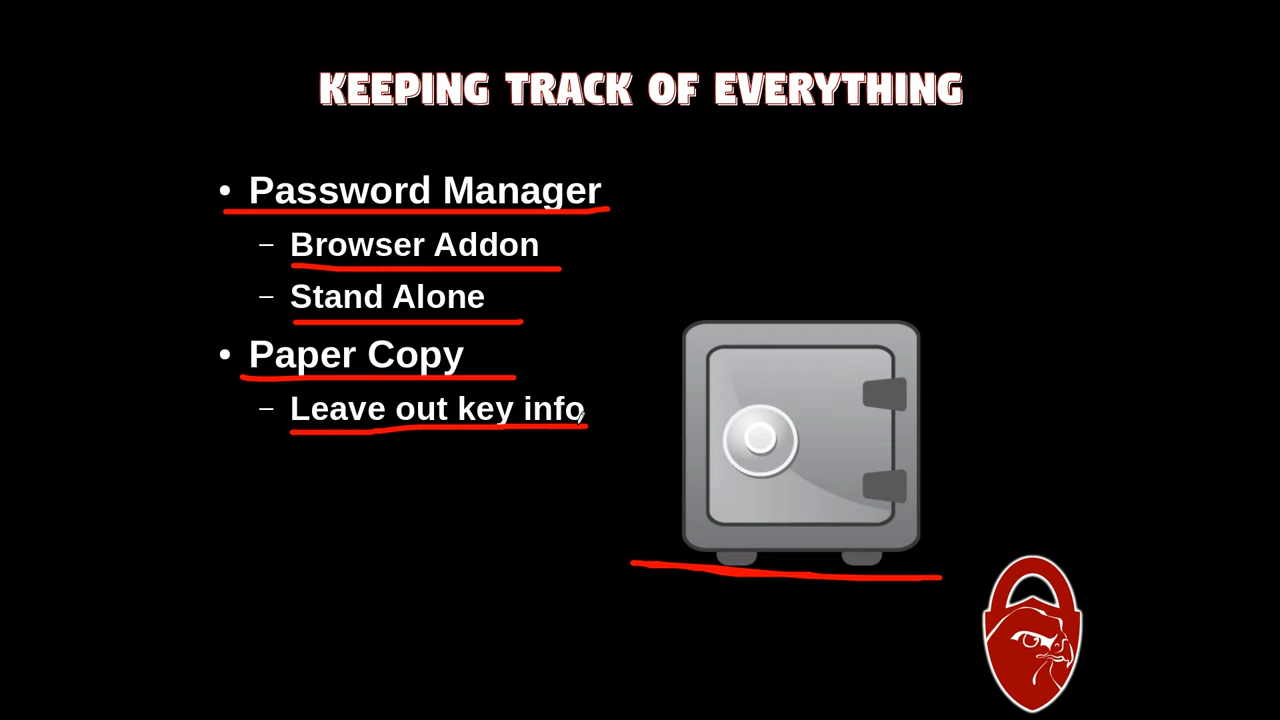 KEEPING TRACK OF EVERYTHING
• Password Manager
– Browser Addon
– Stand Alone
• Paper Copy
– Leave out key info